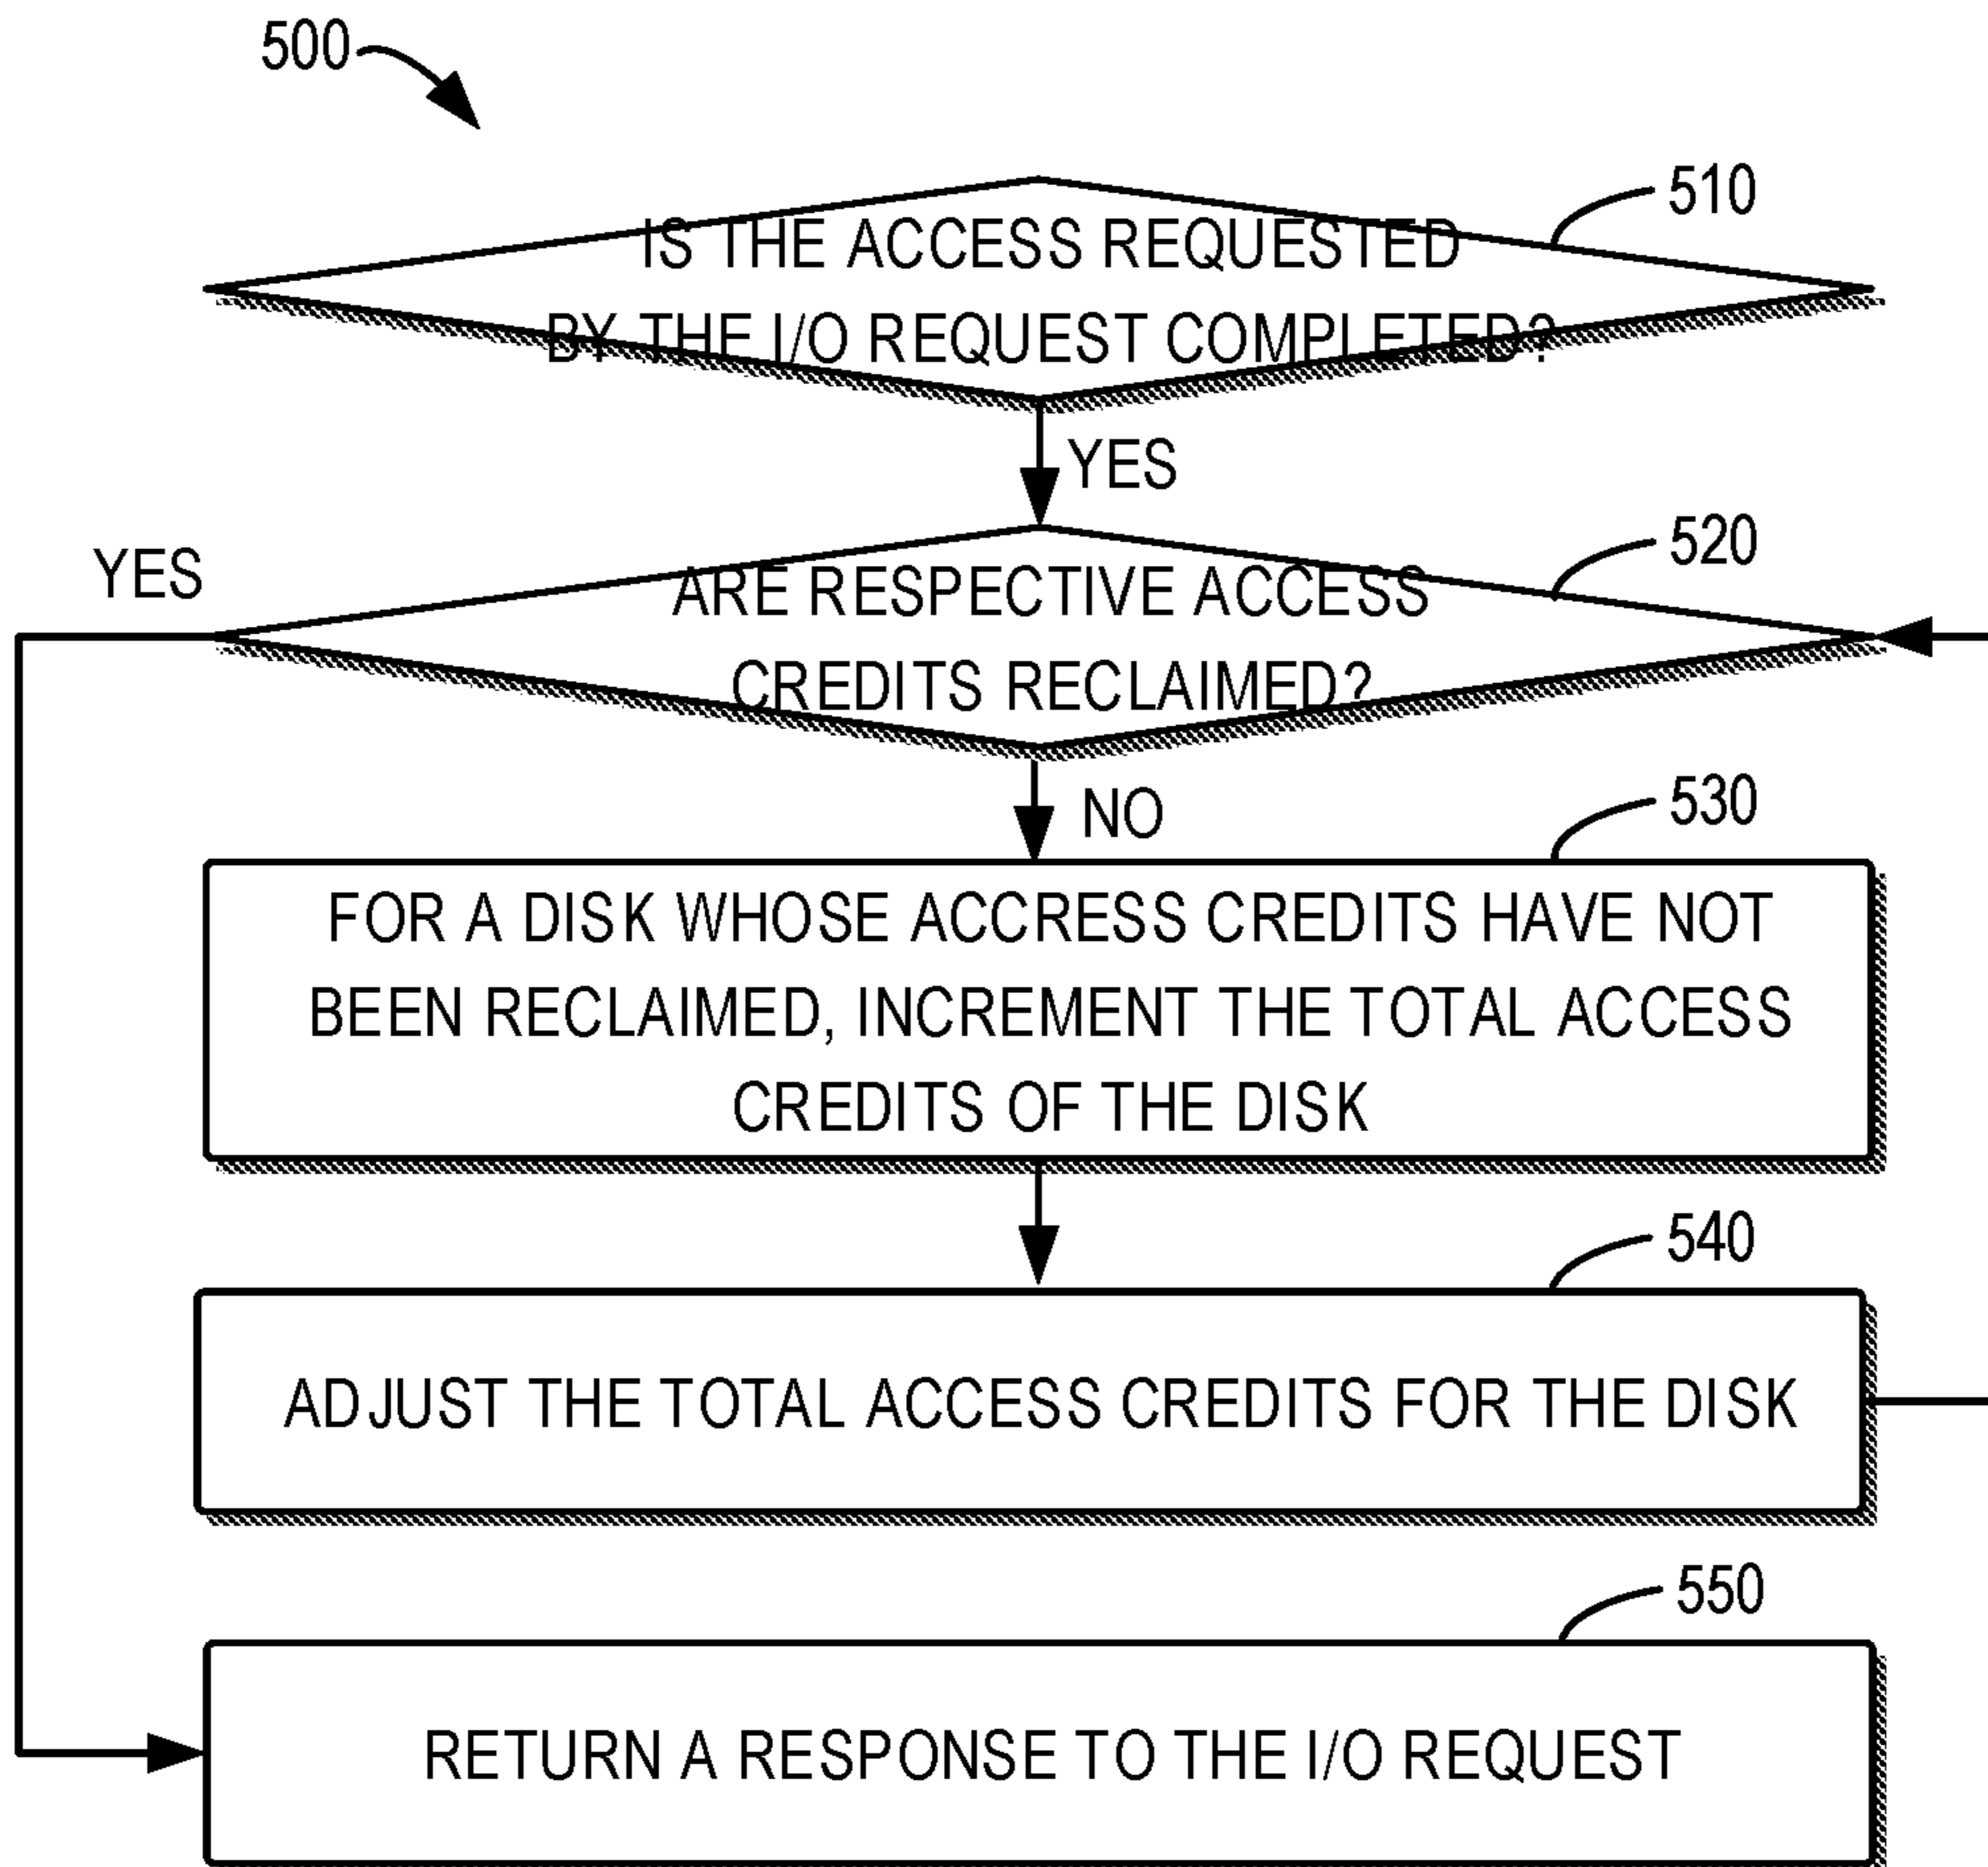 500
510
IS THE ACCESS REQUESTED
BY THE I/O REQUEST COMPLETED?
YES
520
YES
ARE RESPECTIVE ACCESS
CREDITS RECLAIMED?
NO
530
FOR A DISK WHOSE ACCRESS CREDITS HAVE NOT
BEEN RECLAIMED, INCREMENT THE TOTAL ACCESS
CREDITS OF THE DISK
540
ADJUST THE TOTAL ACCESS CREDITS FOR THE DISK
550
RETURN A RESPONSE TO THE I/O REQUEST